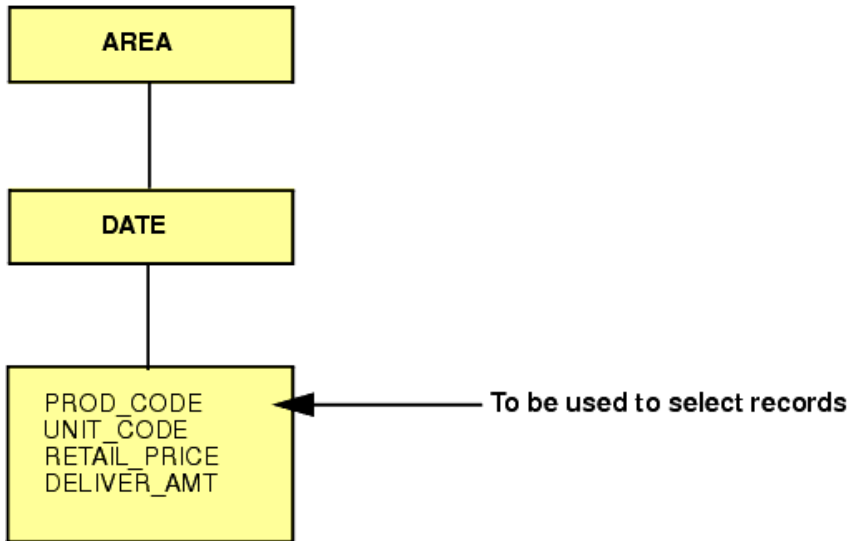 AREA
DATE
PROD_CODE
To be used to select records
UNIT_CODE
RETAIL_PRICE
DELIVER_AMT